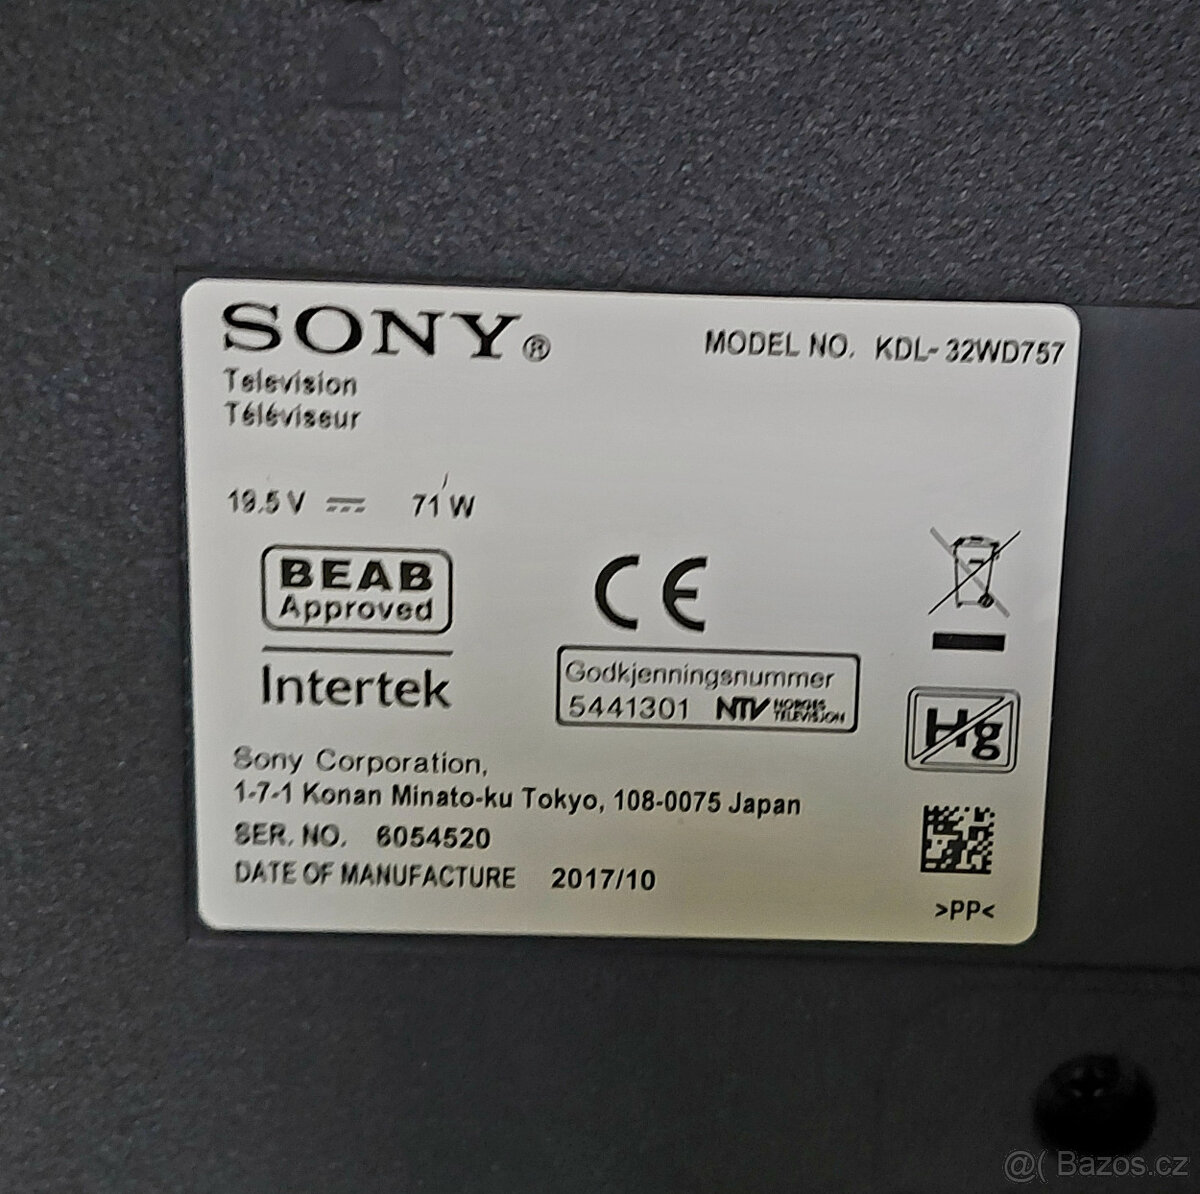 SONY®
MODEL NO. KDL-32WD757
Television
Téléviseur
19.5 V 71 W
BEAB
Approved
Intertek
CE
Godkjenningsnummer
5441301 NTV NORGES TELEVISJON
Hg
Sony Corporation,
1-7-1 Konan Minato-ku Tokyo, 108-0075 Japan
SER. NO. 6054520
DATE OF MANUFACTURE 2017/10
>PP<
@( Bazos.cz